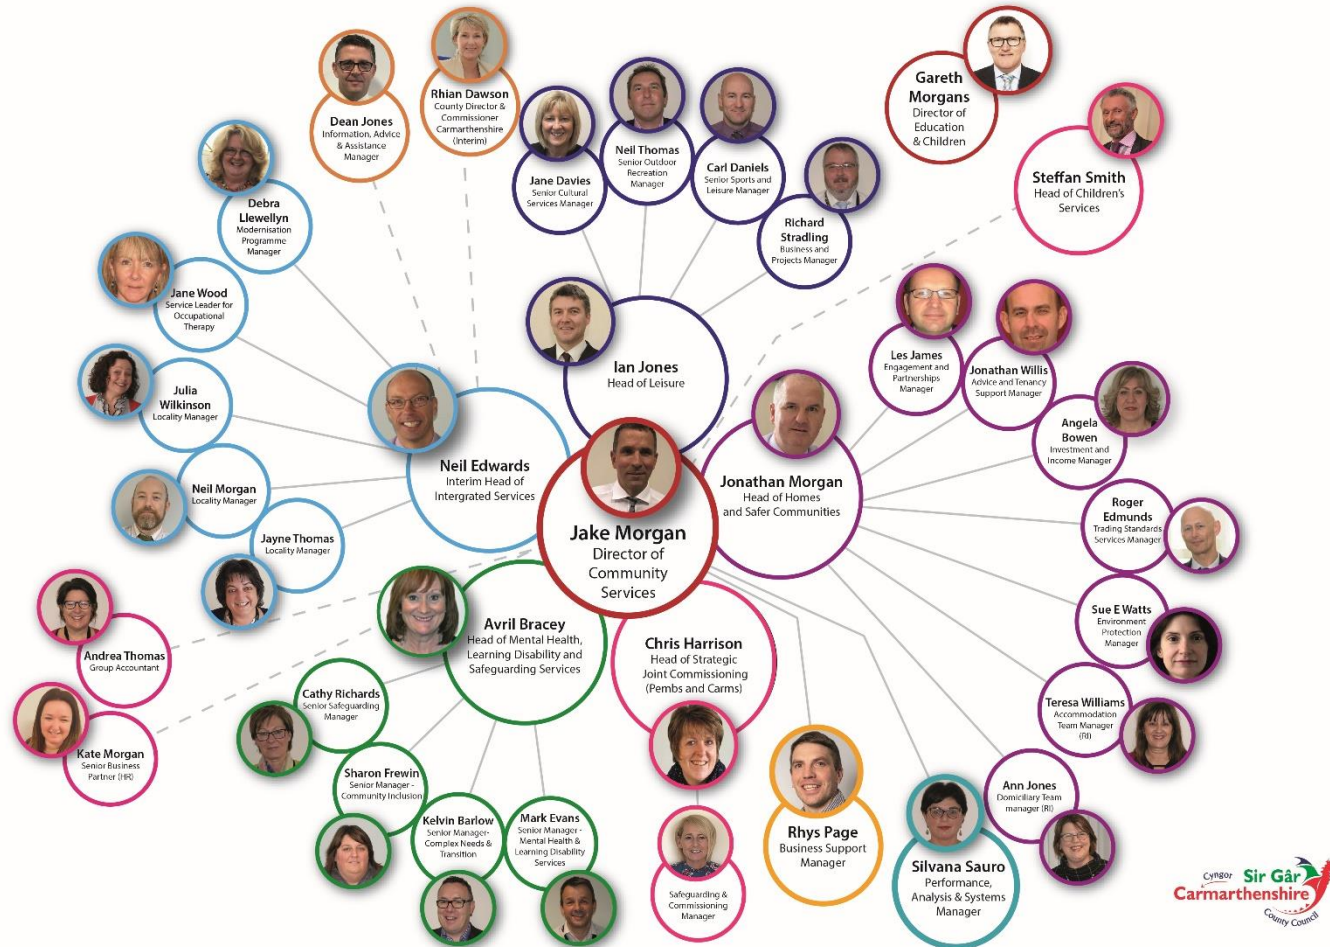 Gareth
Morgans
Director of
Education
& Children
Steffan Smith
Head of Children's
Services
Rhian Dawson
County Director &
Commissioner
Carmarthenshire
(Interim)
Dean Jones
Information, Advice
& Assistance
Manager
Debra
Llewellyn
Modernisation
Programme
Manager
Jane Wood
Service Leader for
Occupational
Therapy
Julia
Wilkinson
Locality Manager
Neil Morgan
Locality Manager
Jayne Thomas
Locality Manager
Neil Edwards
Interim Head of
Intergrated Services
Jane Davies
Senior Cultural
Services Manager
Neil Thomas
Senior Outdoor
Recreation
Manager
Carl Daniels
Senior Sports and
Leisure Manager
Richard
Stradling
Business and
Projects Manager
Ian Jones
Head of Leisure
Jake Morgan
Director of
Community
Services
Jonathan Morgan
Head of Homes
and Safer Communities
Les James
Engagement and
Partnerships
Manager
Jonathan Willis
Advice and Tenancy
Support Manager
Angela
Bowen
Investment and
Income Manager
Roger
Edmunds
Trading Standards
Services Manager
Sue E Watts
Environment
Protection
Manager
Teresa Williams
Accommodation
Team Manager
(RI)
Ann Jones
Domiciliary Team
manager (RI)
Andrea Thomas
Group Accountant
Kate Morgan
Senior Business
Partner (HR)
Avril Bracey
Head of Mental Health,
Learning Disability and
Safeguarding Services
Cathy Richards
Senior Safeguarding
Manager
Sharon Frewin
Senior Manager -
Community Inclusion
Kelvin Barlow
Senior Manager-
Complex Needs &
Transition
Mark Evans
Senior Manager -
Mental Health &
Learning Disability
Services
Chris Harrison
Head of Strategic
Joint Commissioning
(Pembs and Carms)
Safeguarding &
Commissioning
Manager
Rhys Page
Business Support
Manager
Silvana Sauro
Performance,
Analysis & Systems
Manager
Cyngor Sir Gâr
Carmarthenshire
County Council